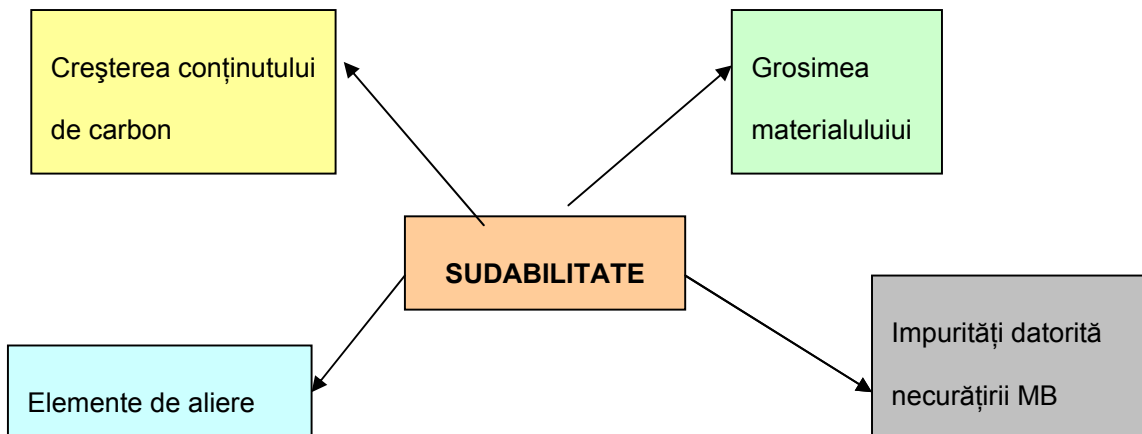 Creşterea conținutului
de carbon
Grosimea
materialuluiui
SUDABILITATE
Elemente de aliere
Impurități datorită
necurățirii MB